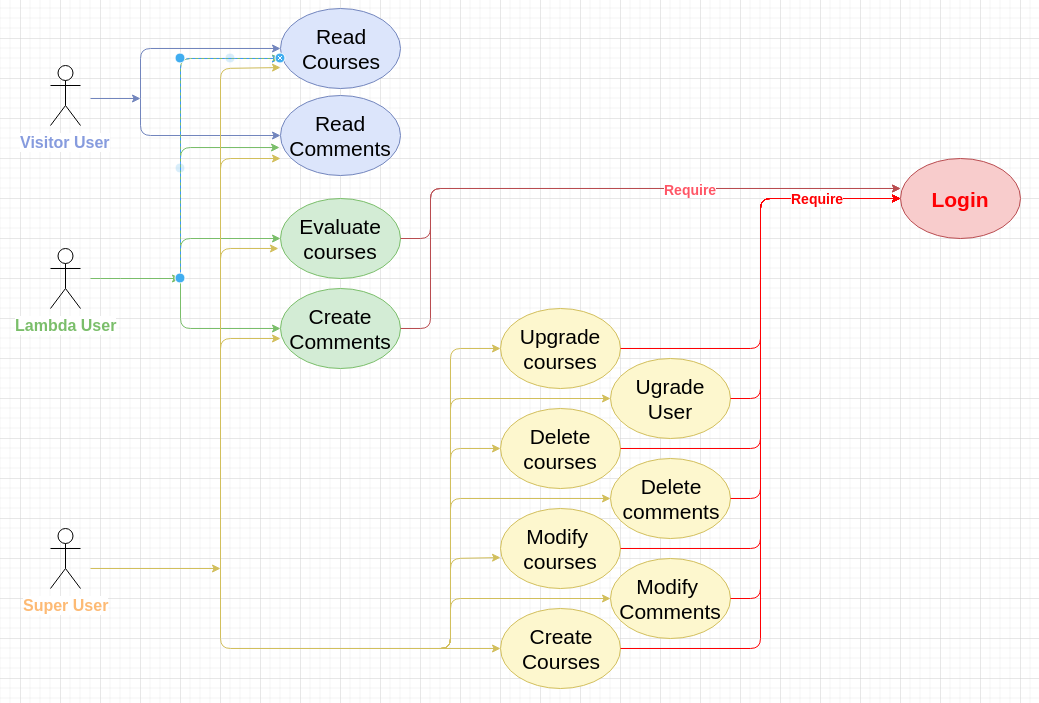 Read
Courses
Visitor User
Read
Comments
Require
Require
Login
Evaluate
courses
Lambda User
Create
Comments
Upgrade
courses
Ugrade
User
Delete
courses
Delete
comments
Modify
courses
Modify
Comments
Super User
Create
Courses